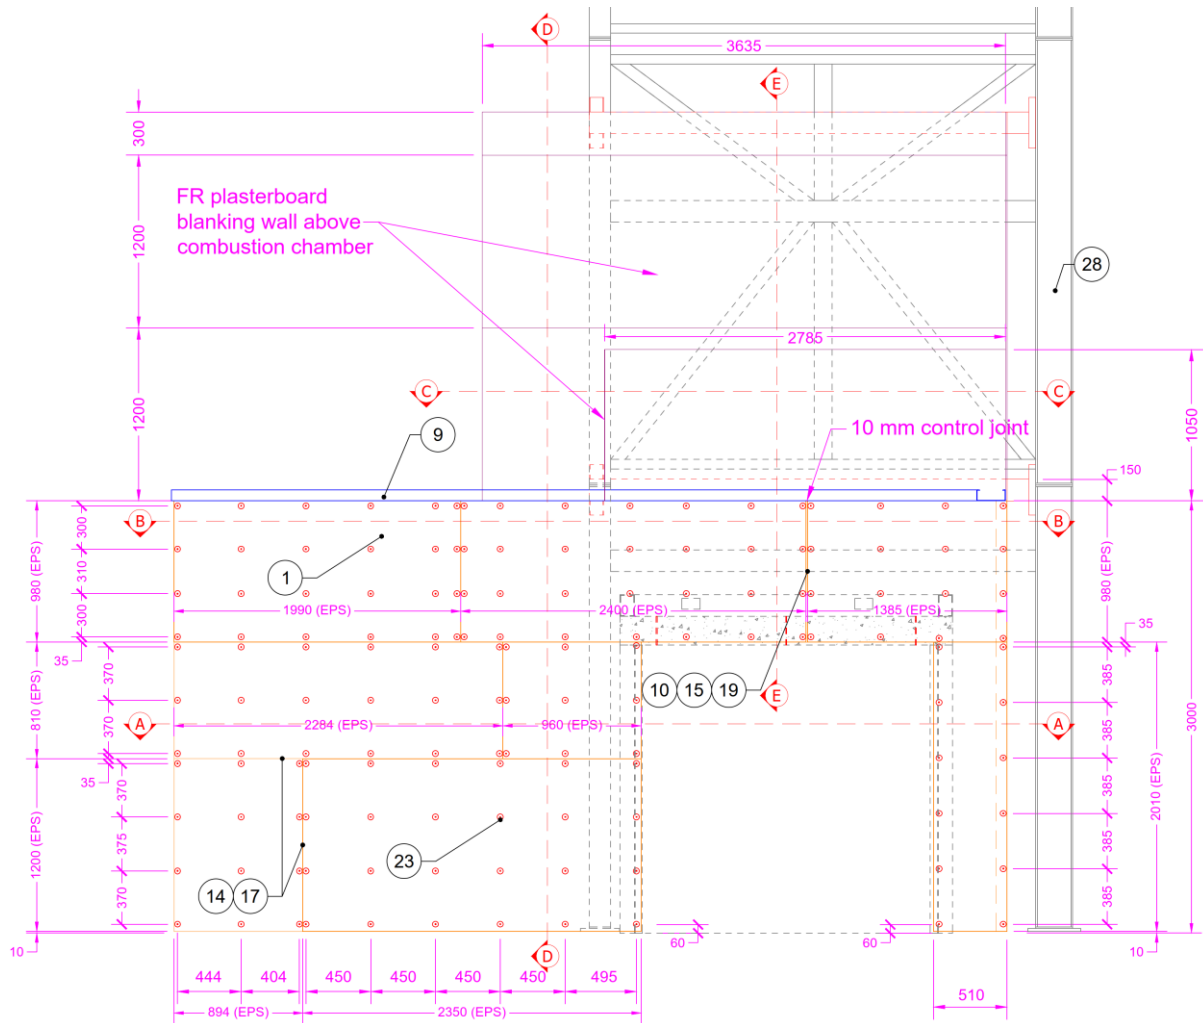 D
3635
E
300
FR plasterboard
blanking wall above
combustion chamber
1200
28
2785
C
C
1200
1050
9
10 mm control joint
150
B
B
300
310
300
980 (EPS)
1
980 (EPS)
1990 (EPS)
2400 (EPS)
1385 (EPS)
35
35
370
370
810 (EPS)
10
15
19
E
385
385
385
385
385
3000
A
A
2284 (EPS)
960 (EPS)
2010 (EPS)
35
370
375
370
1200 (EPS)
23
14
17
10
D
60
60
10
444
404
450
450
450
450
495
510
894 (EPS)
2350 (EPS)